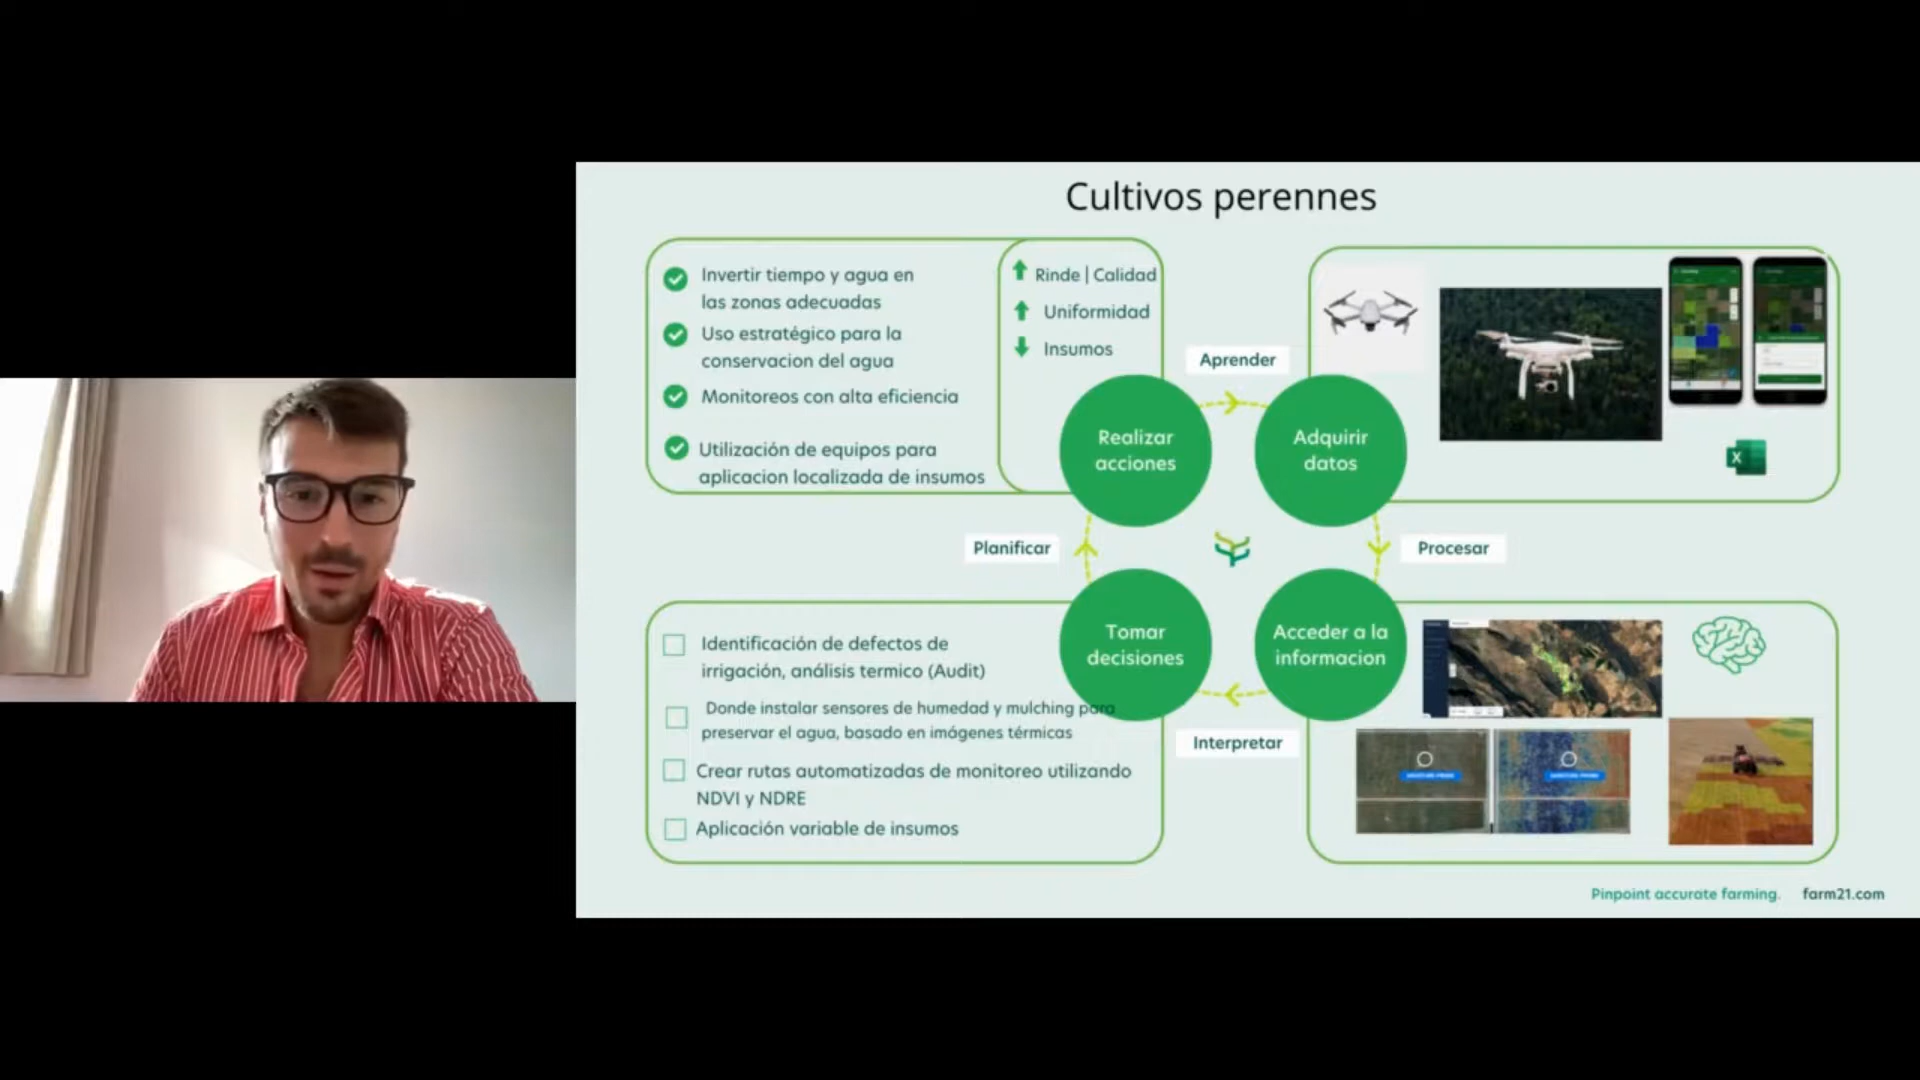 Cultivos perennes
Invertir tiempo y agua en
las zonas adecuadas
Uso estratégico para la
conservacion del agua
Monitoreos con alta eficiencia
Utilización de equipos para
aplicacion localizada de insumos
Rinde | Calidad
Uniformidad
Insumos
Aprender
Realizar
acciones
Adquirir
datos
Planificar
Procesar
Tomar
decisiones
Acceder a la
informacion
Interpretar
Identificación de defectos de
irrigación, análisis termico (Audit)
Donde instalar sensores de humedad y mulching para
preservar el agua, basado en imágenes térmicas
Crear rutas automatizadas de monitoreo utilizando
NDVI y NDRE
Aplicación variable de insumos
X
Pinpoint accurate farming. farm21.com